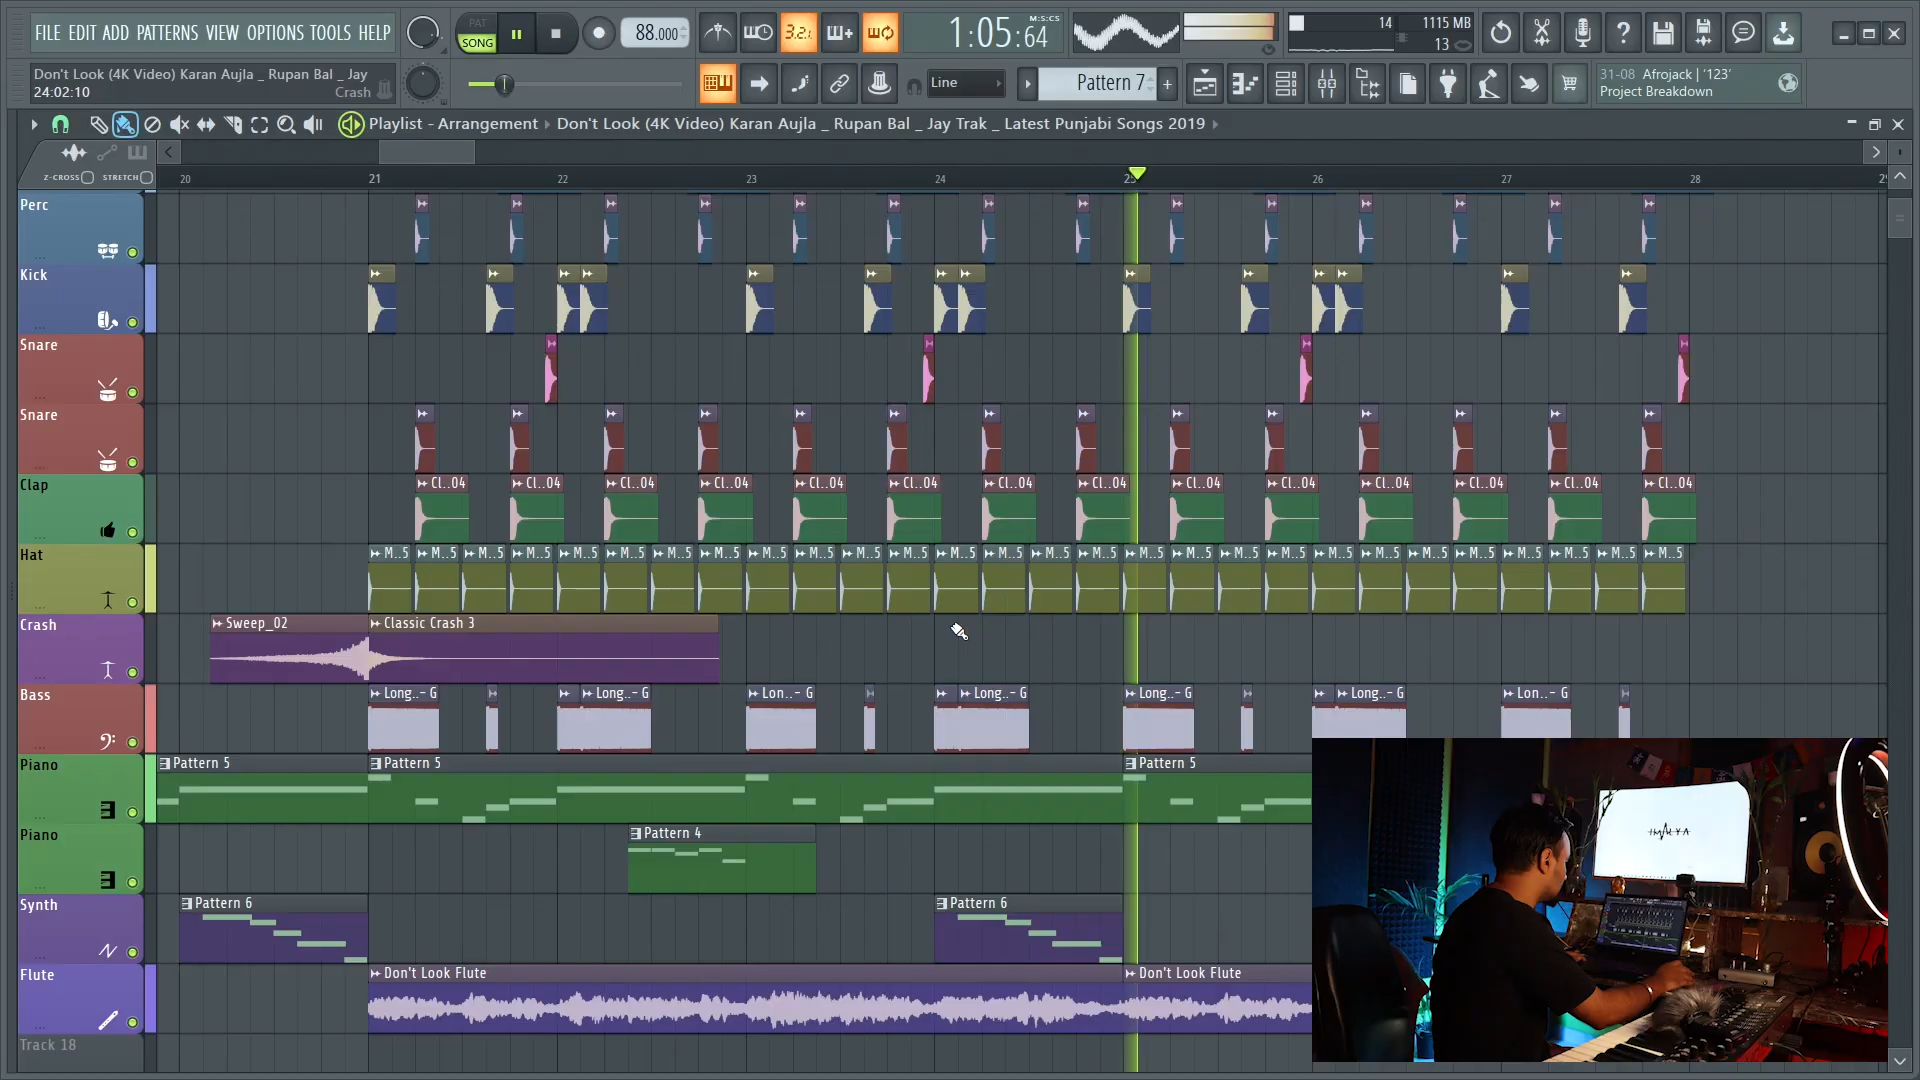 FILE EDIT ADD PATTERNS VIEW OPTIONS TOOLS HELP
PAT
SONG
88.000
3.2.
1:05:64
M:S:CS
14
1115 MB
13
Don't Look (4K Video) Karan Aujla _ Rupan Bal _ Jay
24:02:10
Crash
Line
Pattern 7
+
31-08 Afrojack | '123'
Project Breakdown
Playlist - Arrangement
Don't Look (4K Video) Karan Aujla _ Rupan Bal _ Jay Trak _ Latest Punjabi Songs 2019
Z-CROSS
STRETCH
20 21 22 23 24 25 26 27 28
Perc
Kick
Snare
Snare
Clap
Cl..04 Cl..04 Cl..04 Cl..04 Cl..04 Cl..04 Cl..04 Cl..04 Cl..04 Cl..04 Cl..04 Cl..04 Cl..04 Cl..04
Hat
M..5 M..5 M..5 M..5 M..5 M..5 M..5 M..5 M..5 M..5 M..5 M..5 M..5 M..5 M..5 M..5 M..5 M..5 M..5 M..5 M..5 M..5 M..5 M..5 M..5 M..5 M..5 M..5
Crash
Sweep_02
Classic Crash 3
Bass
Long..- G
Long..- G
Lon..- G
Long..- G
Long..- G
Long..- G
Lon..- G
Piano
Pattern 5
Pattern 5
Pattern 5
Piano
Pattern 4
Synth
Pattern 6
Pattern 6
Flute
Don't Look Flute
Don't Look Flute
Track 18